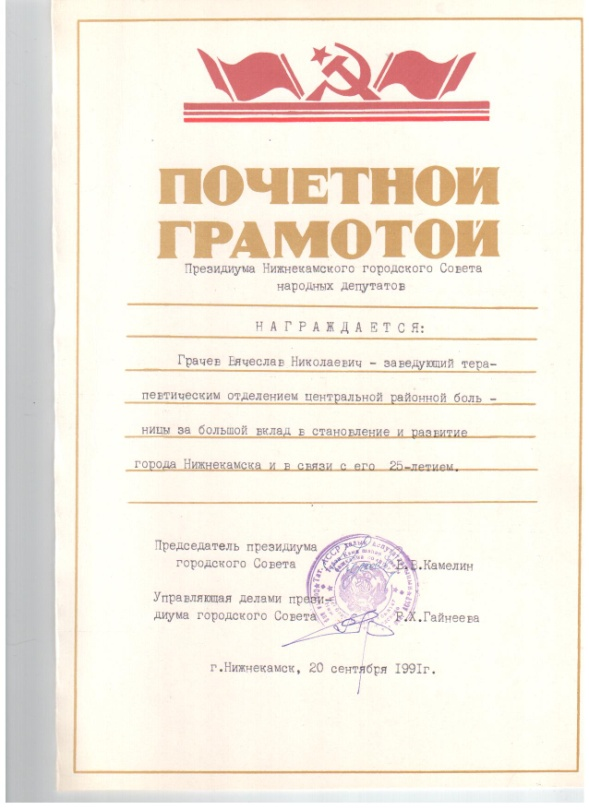 ПОЧЕТНОЙ
ГРАМОТОЙ
Президиума Нижнекамского городского Совета
народных депутатов
НАГРАЖДАЕТСЯ:
Грачев Вячеслав Николаевич - заведующий тера-
певтическим отделением центральной районной боль -
ницы за большой вклад в становление и развитие
города Нижнекамска и в связи с его 25-летием.
Председатель президиума
городского Совета В.В.Камелин
Управляющая делами прези-
диума городского Совета Р.Х.Гайнеева
г.Нижнекамск, 20 сентября 1991г.